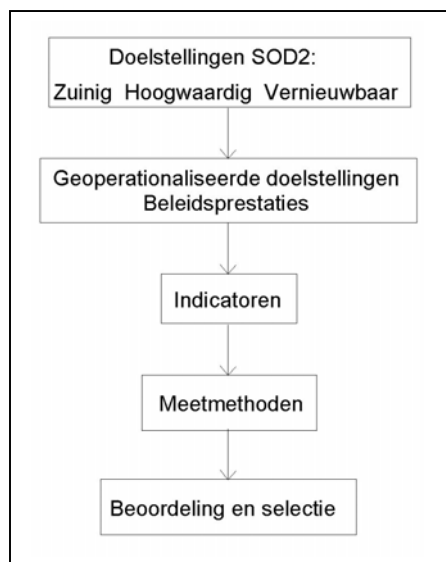 Doelstellingen SOD2:
Zuinig Hoogwaardig Vernieuwbaar
Geoperationaliseerde doelstellingen
Beleidsprestaties
Indicatoren
Meetmethoden
Beoordeling en selectie